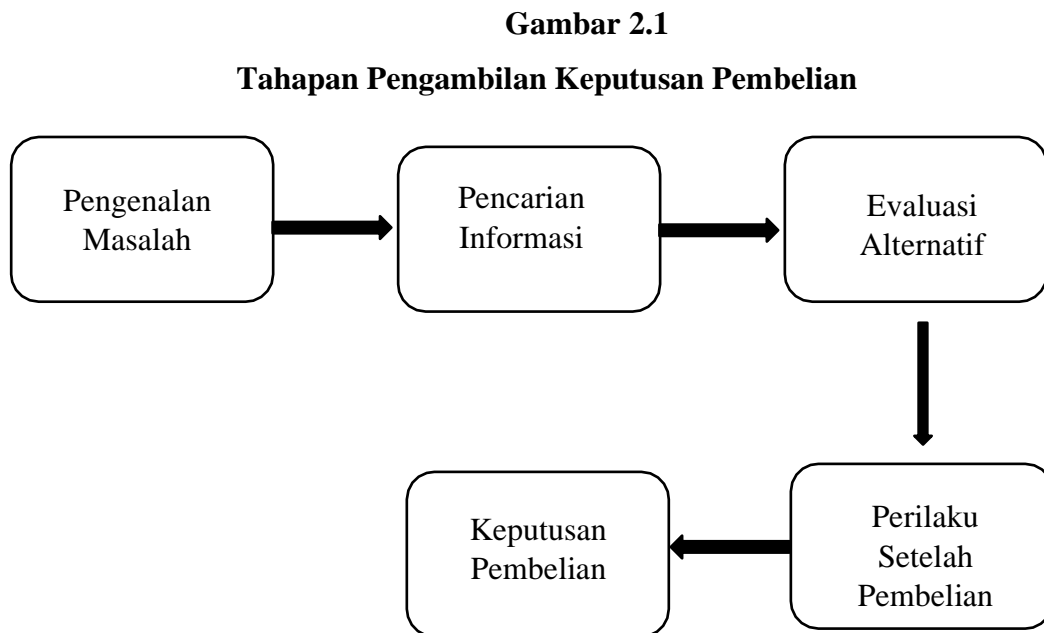 Gambar 2.1
Tahapan Pengambilan Keputusan Pembelian
Pengenalan
Masalah
Pencarian
Informasi
Evaluasi
Alternatif
Perilaku
Setelah
Pembelian
Keputusan
Pembelian